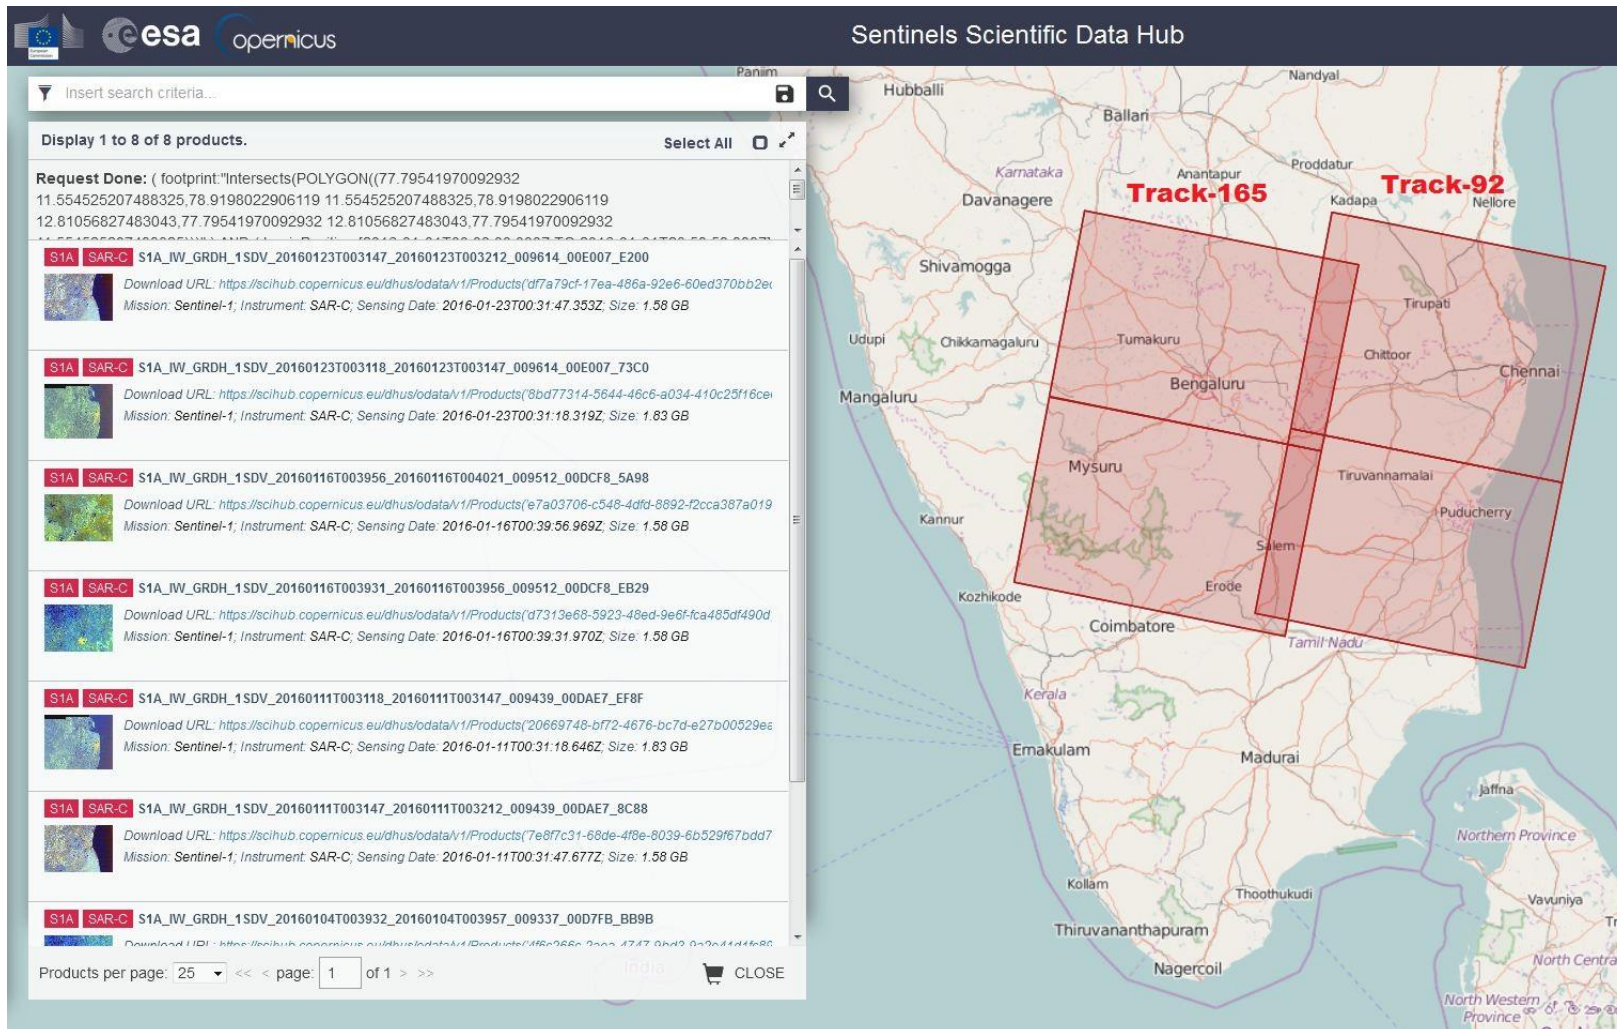 European Commission
esa
opernicus
Sentinels Scientific Data Hub
Insert search criteria...
Display 1 to 8 of 8 products.
Select All
Request Done: ( footprint:"Intersects(POLYGON((77.79541970092932
11.554525207488325,78.9198022906119 11.554525207488325,78.9198022906119
12.81056827483043,77.79541970092932 12.81056827483043,77.79541970092932
S1A SAR-C S1A_IW_GRDH_1SDV_20160123T003147_20160123T003212_009614_00E007_E200
Download URL: https://scihub.copernicus.eu/dhus/odata/v1/Products('df7a79cf-17ea-486a-92e6-60ed370bb2e
Mission: Sentinel-1; Instrument: SAR-C; Sensing Date: 2016-01-23T00:31:47.353Z; Size: 1.58 GB
S1A SAR-C S1A_IW_GRDH_1SDV_20160123T003118_20160123T003147_009614_00E007_73C0
Download URL: https://scihub.copernicus.eu/dhus/odata/v1/Products('8bd77314-5644-46c6-a034-410c25f16ce
Mission: Sentinel-1; Instrument: SAR-C; Sensing Date: 2016-01-23T00:31:18.319Z; Size: 1.83 GB
S1A SAR-C S1A_IW_GRDH_1SDV_20160116T003956_20160116T004021_009512_00DCF8_5A98
Download URL: https://scihub.copernicus.eu/dhus/odata/v1/Products('e7a03706-c548-4dfd-8892-f2cca387a019
Mission: Sentinel-1; Instrument: SAR-C; Sensing Date: 2016-01-16T00:39:56.969Z; Size: 1.58 GB
S1A SAR-C S1A_IW_GRDH_1SDV_20160116T003931_20160116T003956_009512_00DCF8_EB29
Download URL: https://scihub.copernicus.eu/dhus/odata/v1/Products('d7313e68-5923-48ed-9e6f-fca485df490d
Mission: Sentinel-1; Instrument: SAR-C; Sensing Date: 2016-01-16T00:39:31.970Z; Size: 1.58 GB
S1A SAR-C S1A_IW_GRDH_1SDV_20160111T003118_20160111T003147_009439_00DAE7_EF8F
Download URL: https://scihub.copernicus.eu/dhus/odata/v1/Products('20669748-bf72-4676-bc7d-e27b00529ea
Mission: Sentinel-1; Instrument: SAR-C; Sensing Date: 2016-01-11T00:31:18.646Z; Size: 1.83 GB
S1A SAR-C S1A_IW_GRDH_1SDV_20160111T003147_20160111T003212_009439_00DAE7_8C88
Download URL: https://scihub.copernicus.eu/dhus/odata/v1/Products('7e8f7c31-68de-4f8e-8039-6b529f67bdd7
Mission: Sentinel-1; Instrument: SAR-C; Sensing Date: 2016-01-11T00:31:47.677Z; Size: 1.58 GB
S1A SAR-C S1A_IW_GRDH_1SDV_20160104T003932_20160104T003957_009337_00D7FB_BB9B
Products per page: 25 << < page: 1 of 1 > >>
India
CLOSE
Panjim
Hubballi
Nandyal
Ballari
Karnataka
Anantapur
Proddatur
Track-165
Track-92
Davanagere
Kadapa
Nellore
Shivamogga
Tirupati
Udupi
Chikkamagaluru
Tumakuru
Chittoor
Chennai
Mangaluru
Bengaluru
Mysuru
Tiruvannamalai
Kannur
Puducherry
Salem
Kozhikode
Erode
Coimbatore
Tamil Nadu
Kerala
Ernakulam
Madurai
Jaffna
Northern Province
Kollam
Thoothukudi
Vavuniya
Tr
Thiruvananthapuram
Nagercoil
North Centra
North Western
Province